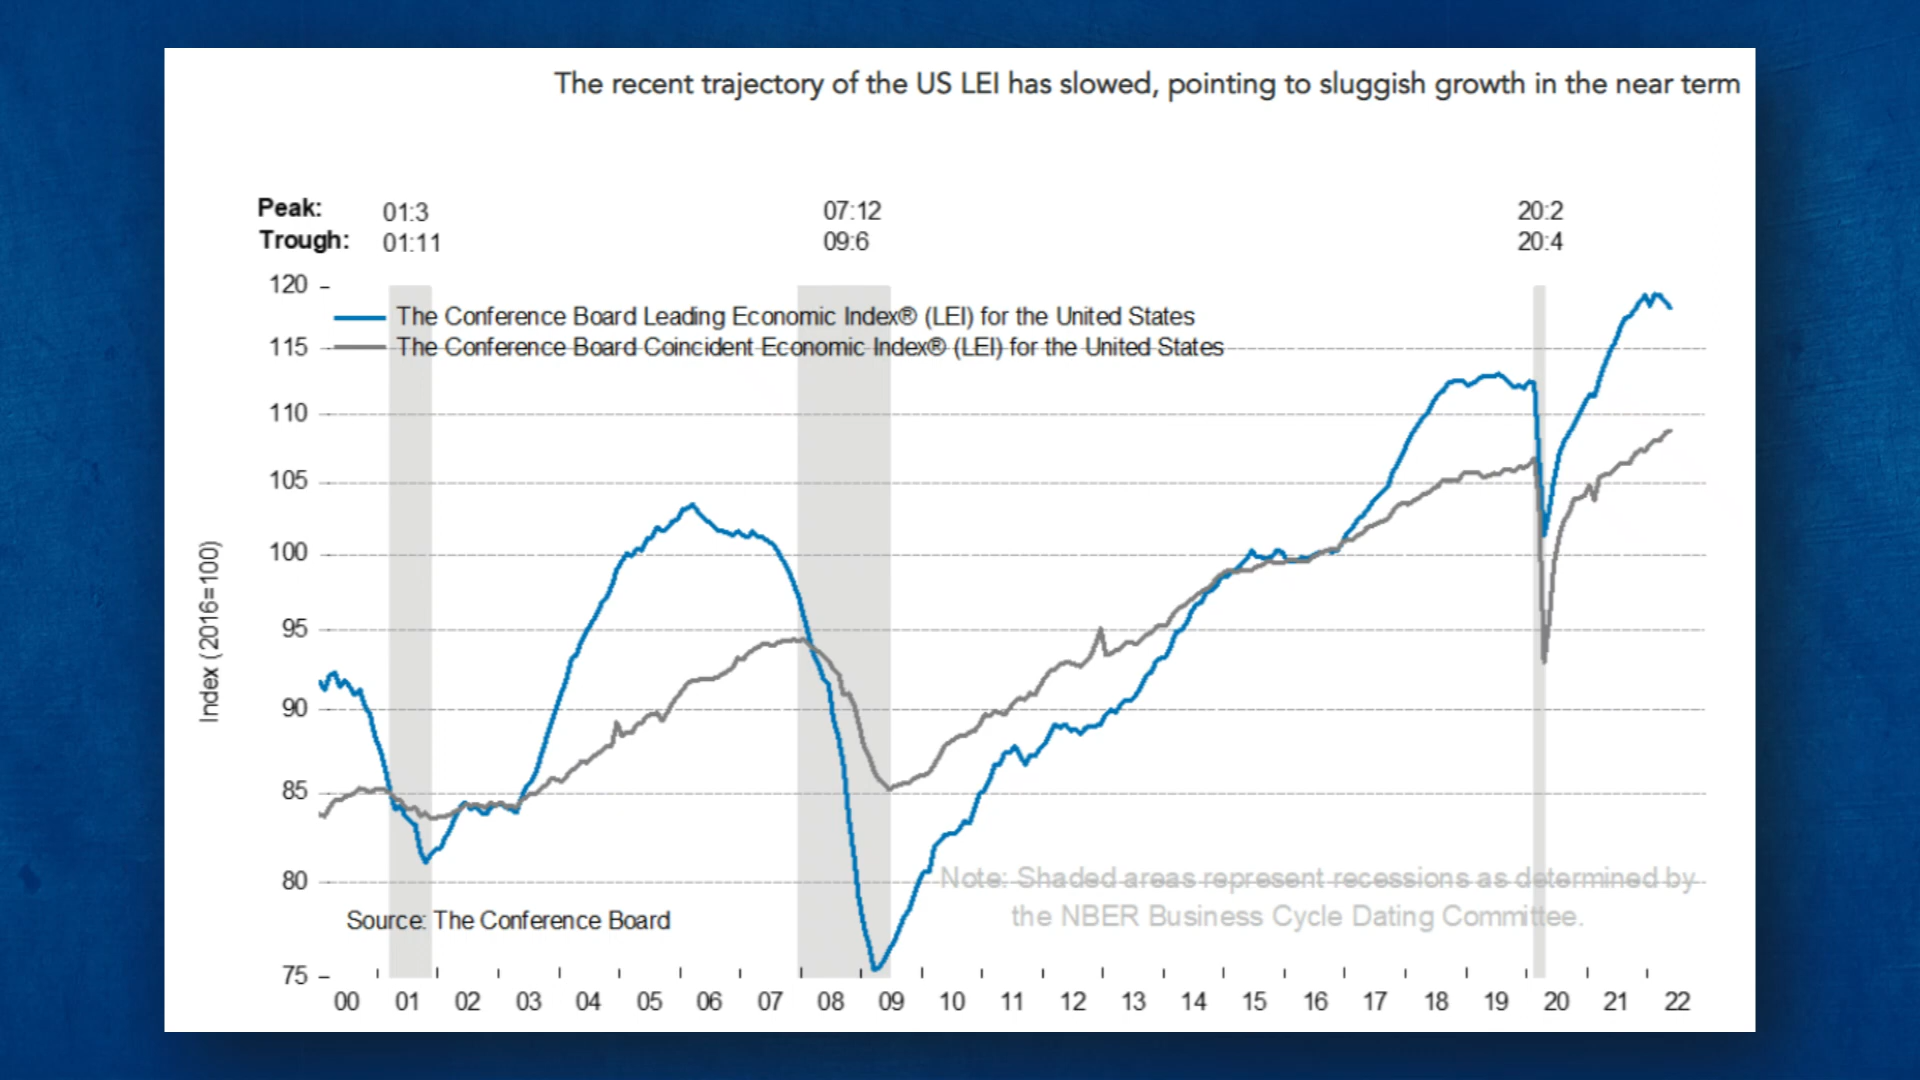 The recent trajectory of the US LEI has slowed, pointing to sluggish growth in the near term
Peak: 01:3 07:12 20:2
Trough: 01:11 09:6 20:4
120
The Conference Board Leading Economic Index® (LEI) for the United States
115
The Conference Board Coincident Economic Index® (LEI) for the United States
110
105
100
95
90
85
80
75
Index (2016=100)
Note: Shaded areas represent recessions as determined by
the NBER Business Cycle Dating Committee.
Source: The Conference Board
00 01 02 03 04 05 06 07 08 09 10 11 12 13 14 15 16 17 18 19 20 21 22